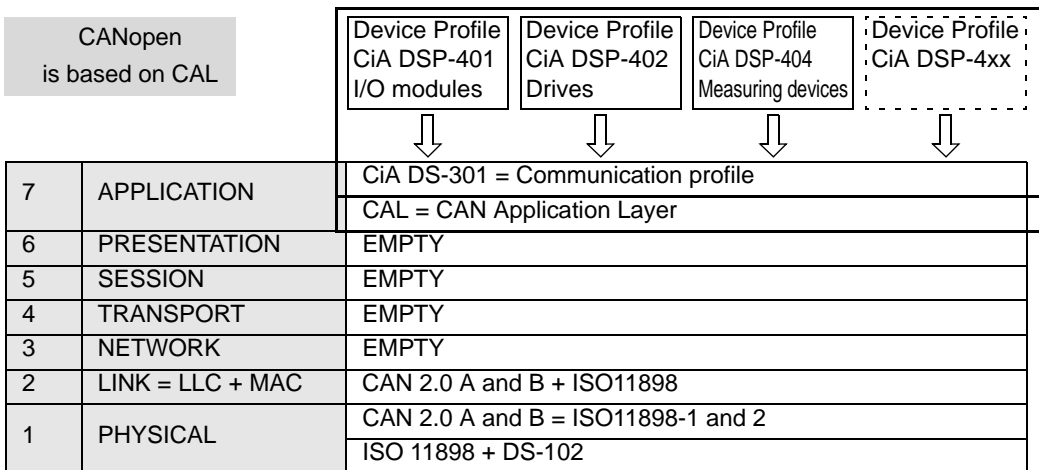 CANopen
is based on CAL
Device Profile
CiA DSP-401
I/O modules
Device Profile
CiA DSP-402
Drives
Device Profile
CiA DSP-404
Measuring devices
Device Profile
CiA DSP-4xx
7 APPLICATION
CiA DS-301 = Communication profile
CAL = CAN Application Layer
6 PRESENTATION EMPTY
5 SESSION EMPTY
4 TRANSPORT EMPTY
3 NETWORK EMPTY
2 LINK = LLC + MAC CAN 2.0 A and B + ISO11898
1 PHYSICAL
CAN 2.0 A and B = ISO11898-1 and 2
ISO 11898 + DS-102